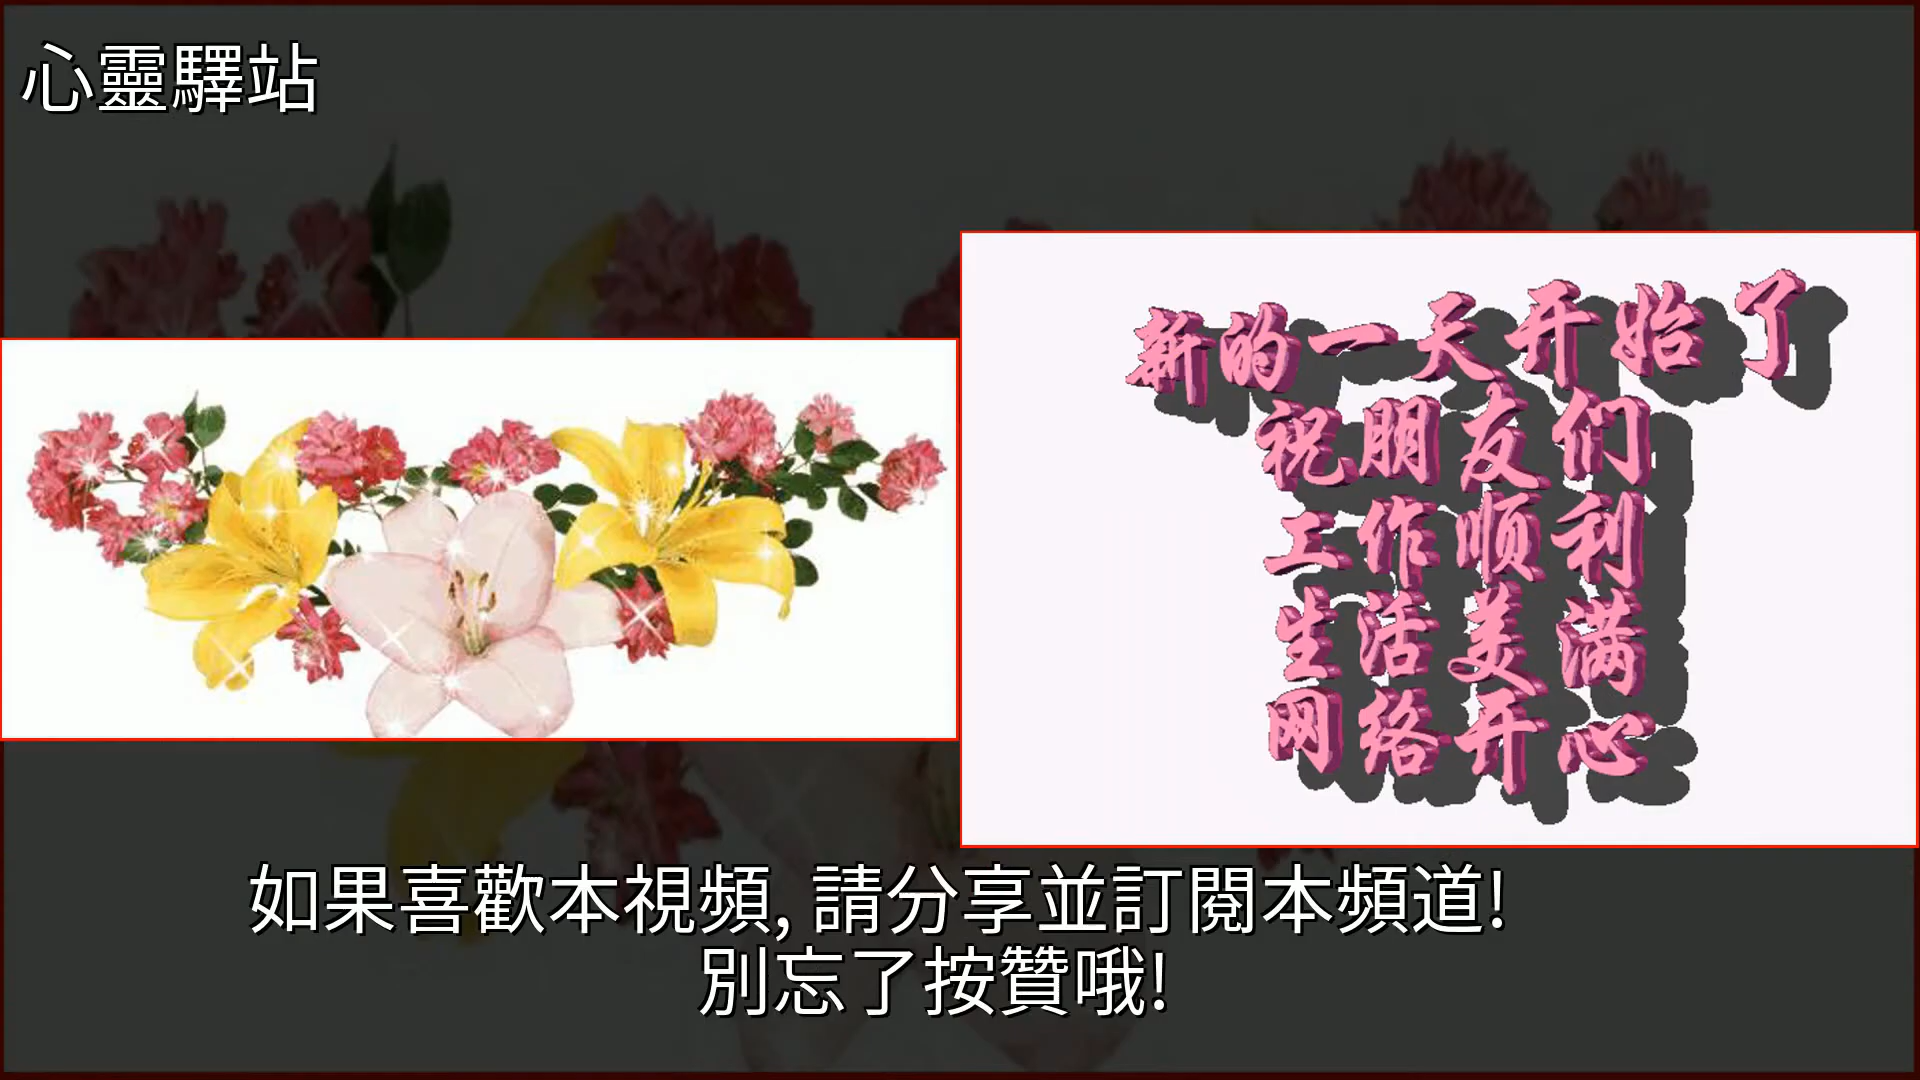 心靈驛站
新的一天开始了
祝朋友们
工作顺利
生活美满
网络开心
如果喜歡本視頻, 請分享並訂閱本頻道!
別忘了按贊哦!